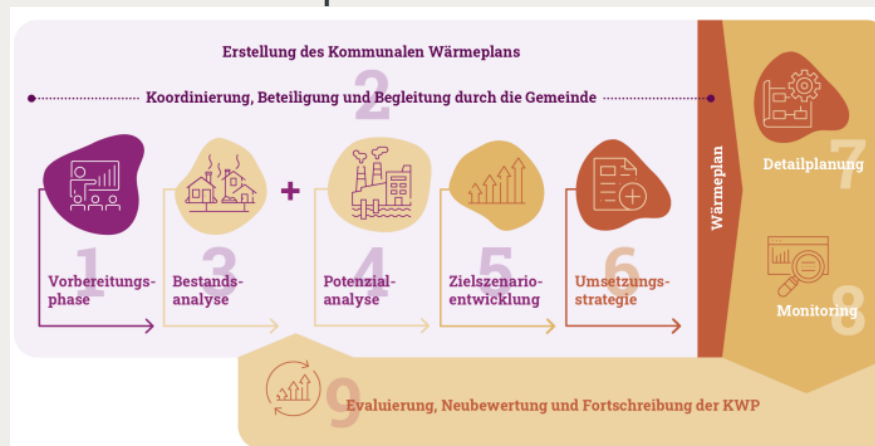 Erstellung des Kommunalen Wärmeplans
2
Koordinierung, Beteiligung und Begleitung durch die Gemeinde
1
Vorbereitungs-
phase
3
Bestands-
analyse
+
4
Potenzial-
analyse
5
Zielszenario-
entwicklung
6
Umsetzungs-
strategie
Wärmeplan
7
Detailplanung
8
Monitoring
9
Evaluierung, Neubewertung und Fortschreibung der KWP